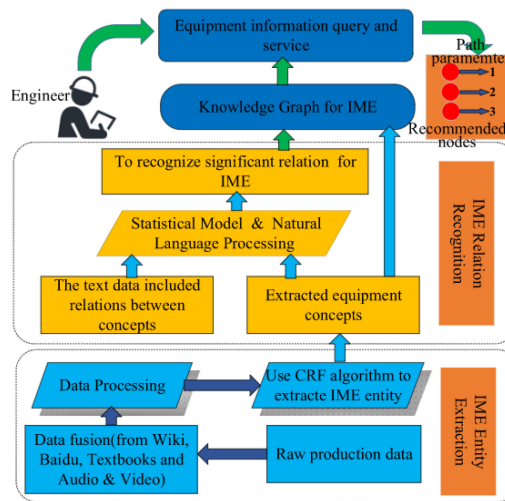 Equipment information query and
service
Path paramemter
1
2
3
Recommended
nodes
Engineer
Knowledge Graph for IME
To recognize significant relation for
IME
Statistical Model & Natural
Language Processing
The text data included
relations between
concepts
Extracted equipment
concepts
IME Relation
Recognition
Data Processing
Use CRF algorithm to
extracte IME entity
Data fusion(from Wiki,
Baidu, Textbooks and
Audio & Video)
Raw production data
IME Entity
Extraction